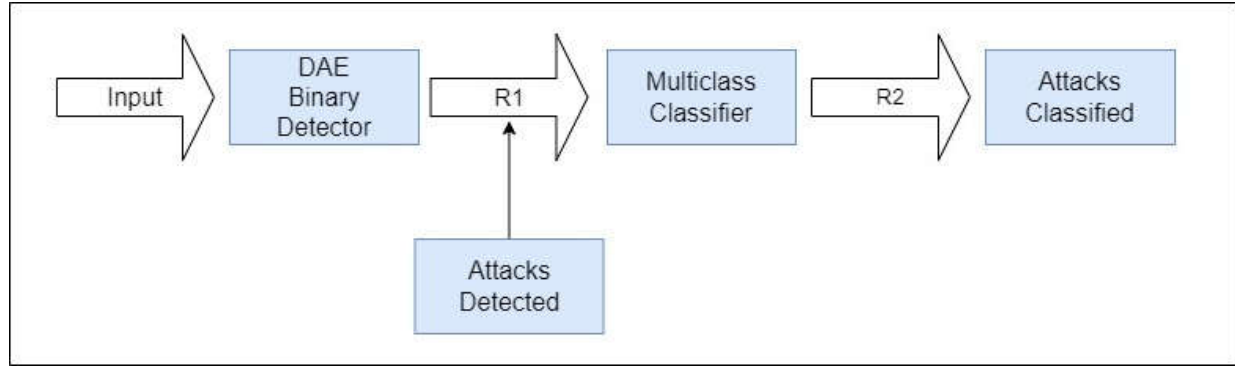 Input
DAE
Binary
Detector
R1
Multiclass
Classifier
R2
Attacks
Classified
Attacks
Detected